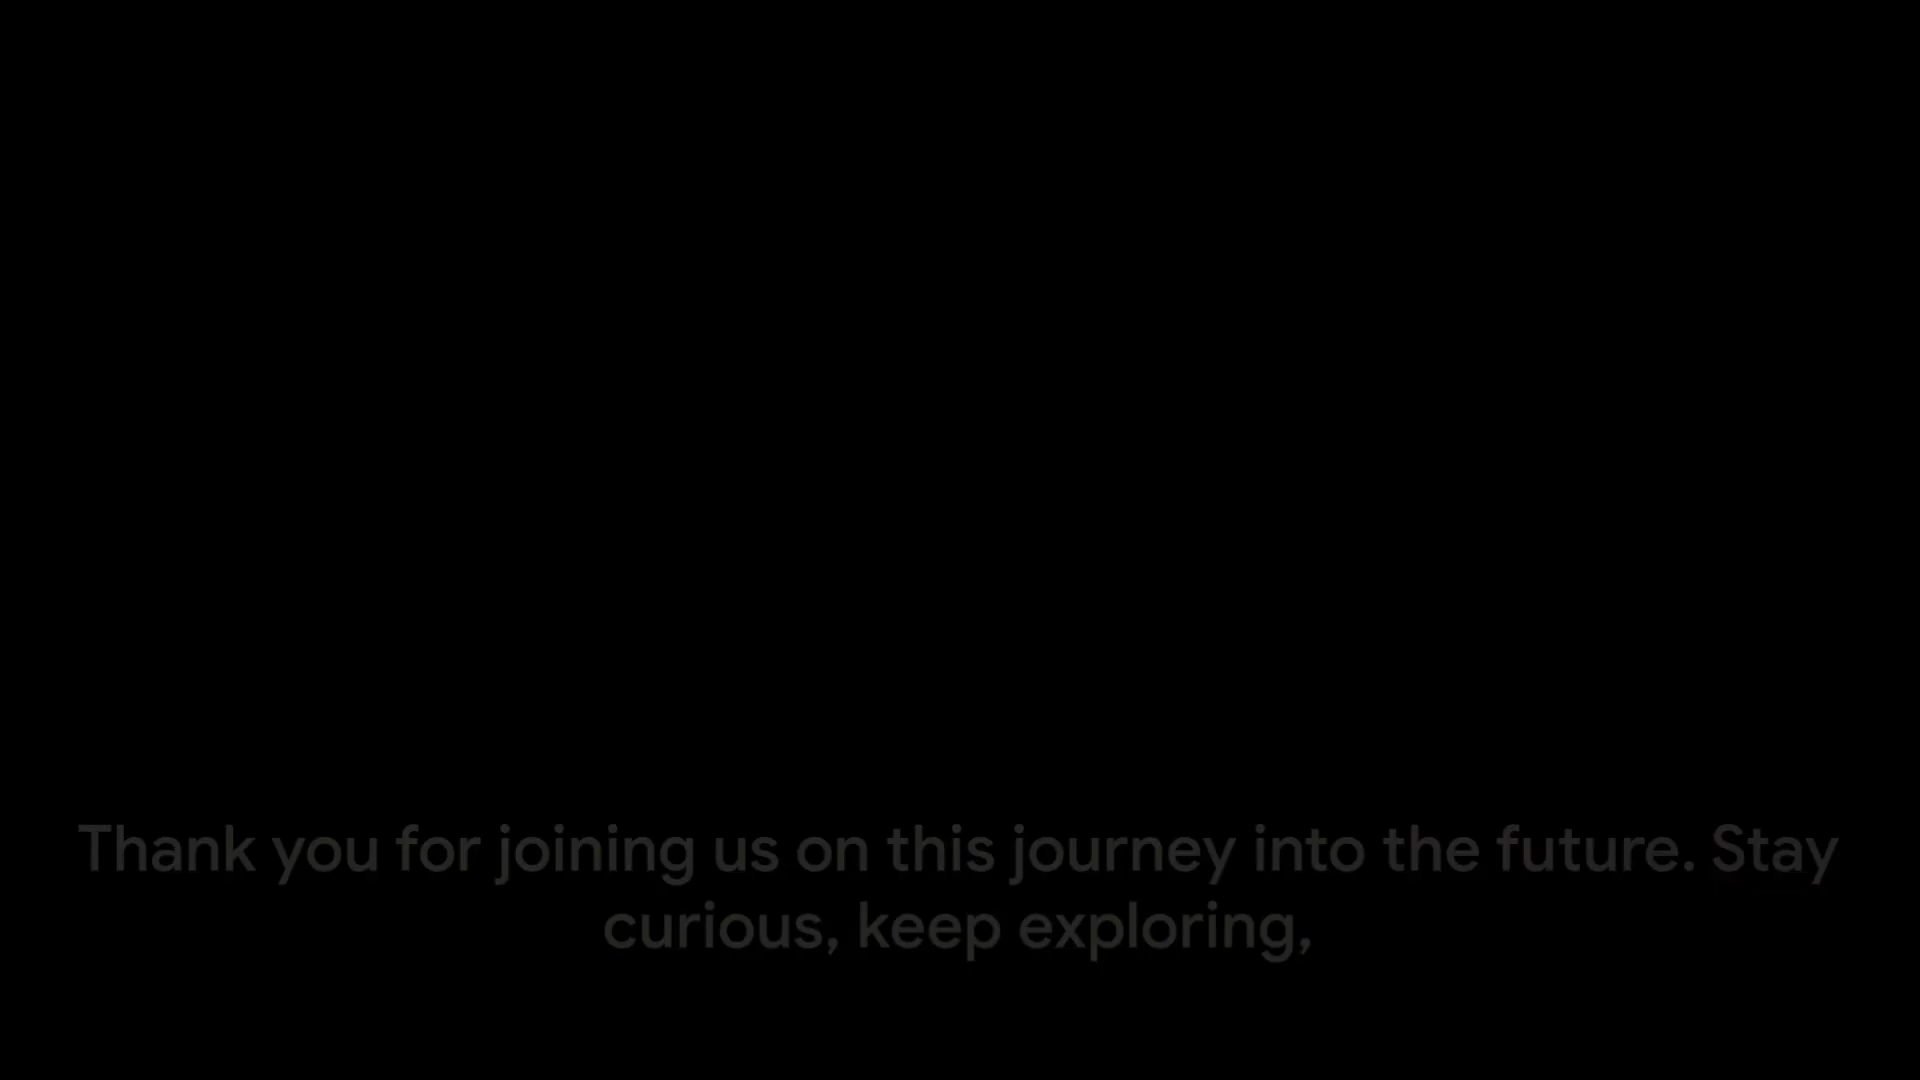 Thank you for joining us on this journey into the future. Stay
curious, keep exploring,